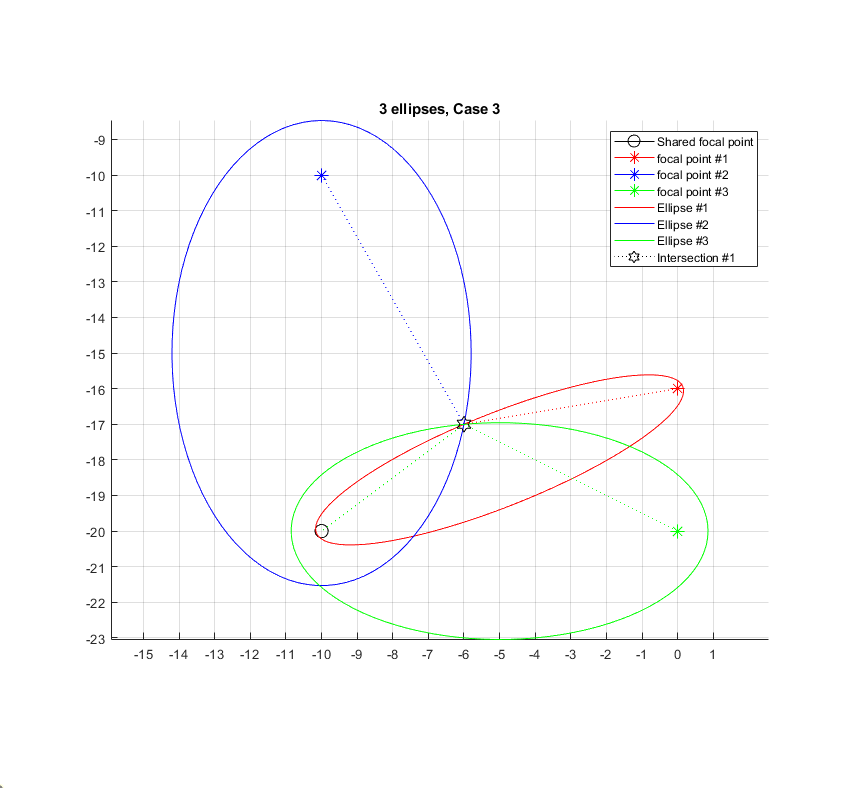 3 ellipses, Case 3
Shared focal point
focal point #1
focal point #2
focal point #3
Ellipse #1
Ellipse #2
Ellipse #3
Intersection #1
-9
-10
-11
-12
-13
-14
-15
-16
-17
-18
-19
-20
-21
-22
-23
-15 -14 -13 -12 -11 -10 -9 -8 -7 -6 -5 -4 -3 -2 -1 0 1